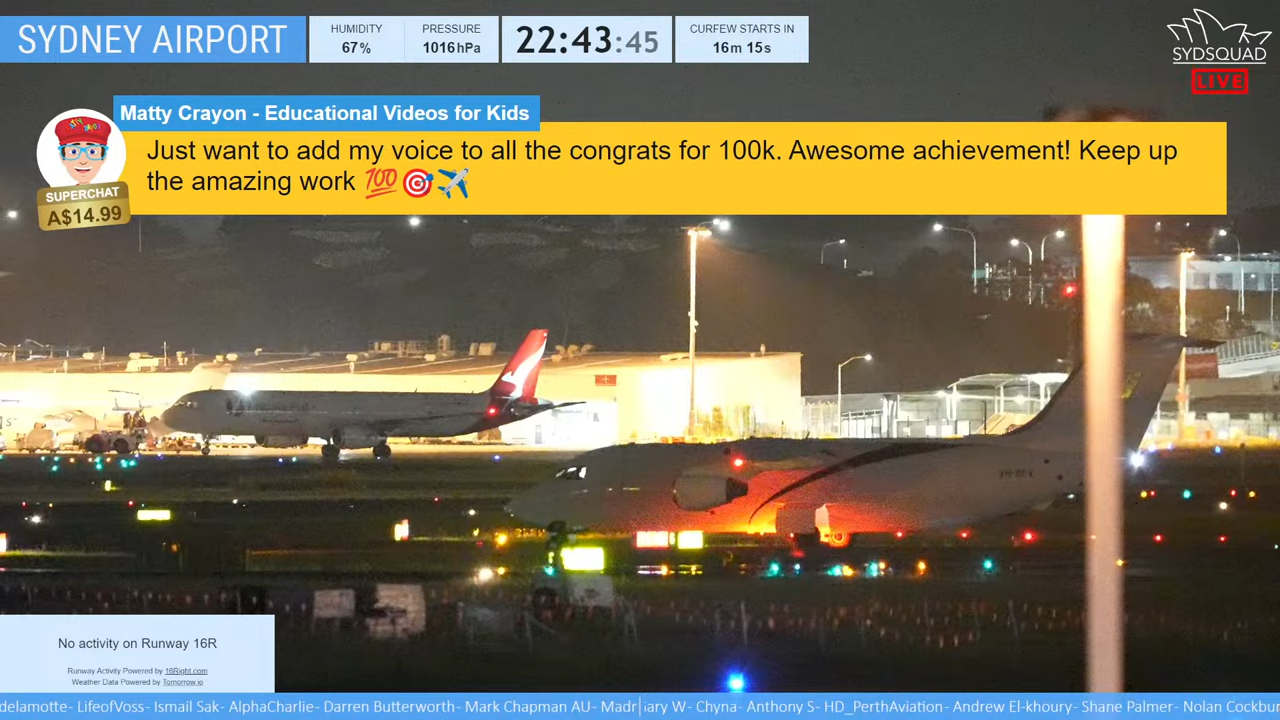 SYDNEY AIRPORT
HUMIDITY
67%
PRESSURE
1016hPa
22:43:45
CURFEW STARTS IN
16m 15s
SYDSQUAD
LIVE
Matty Crayon - Educational Videos for Kids
Just want to add my voice to all the congrats for 100k. Awesome achievement! Keep up
the amazing work 💯🎯✈️
SUPERCHAT
A$14.99
No activity on Runway 16R
Runway Activity Powered by 16Right.com
Weather Data Powered by Tomorrow.io
delamotte- LifeofVoss- Ismail Sak- AlphaCharlie- Darren Butterworth- Mark Chapman AU- Madr ary W- Chyna- Anthony S- HD_PerthAviation- Andrew El-khoury- Shane Palmer- Nolan Cockbur